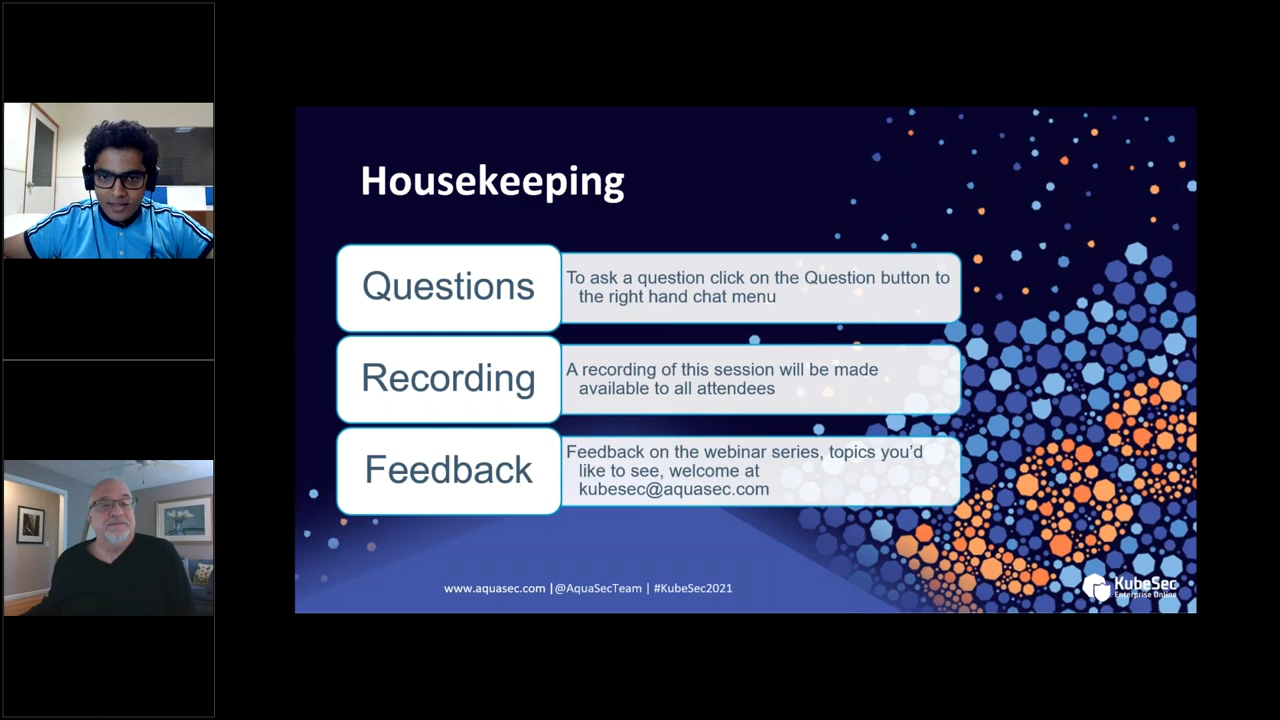 Housekeeping
Questions
To ask a question click on the Question button to
the right hand chat menu
Recording
A recording of this session will be made
available to all attendees
Feedback
Feedback on the webinar series, topics you’d
like to see, welcome at
kubesec@aquasec.com
www.aquasec.com |@AquaSecTeam | #KubeSec2021
KubeSec
Enterprise Online